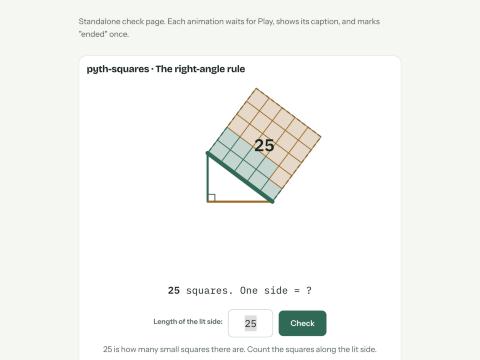 Standalone check page. Each animation waits for Play, shows its caption, and marks
"ended" once.
pyth-squares · The right-angle rule
25
25 squares. One side = ?
Length of the lit side: 25 Check
25 is how many small squares there are. Count the squares along the lit side.